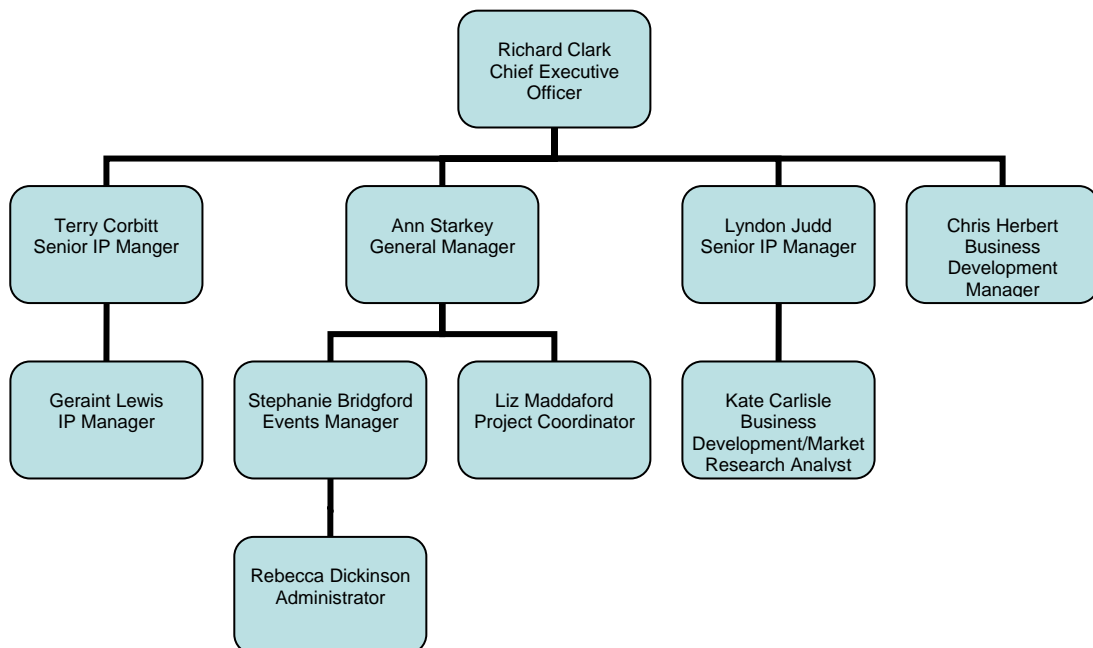 Richard Clark
Chief Executive
Officer
Terry Corbitt
Senior IP Manger
Ann Starkey
General Manager
Lyndon Judd
Senior IP Manager
Chris Herbert
Business
Development
Manager
Geraint Lewis
IP Manager
Stephanie Bridgford
Events Manager
Liz Maddaford
Project Coordinator
Kate Carlisle
Business
Development/Market
Research Analyst
Rebecca Dickinson
Administrator